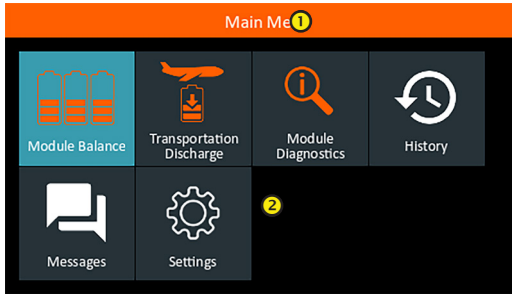 Main Me 1
Module Balance
Transportation
Discharge
Module
Diagnostics
History
Messages
Settings
2